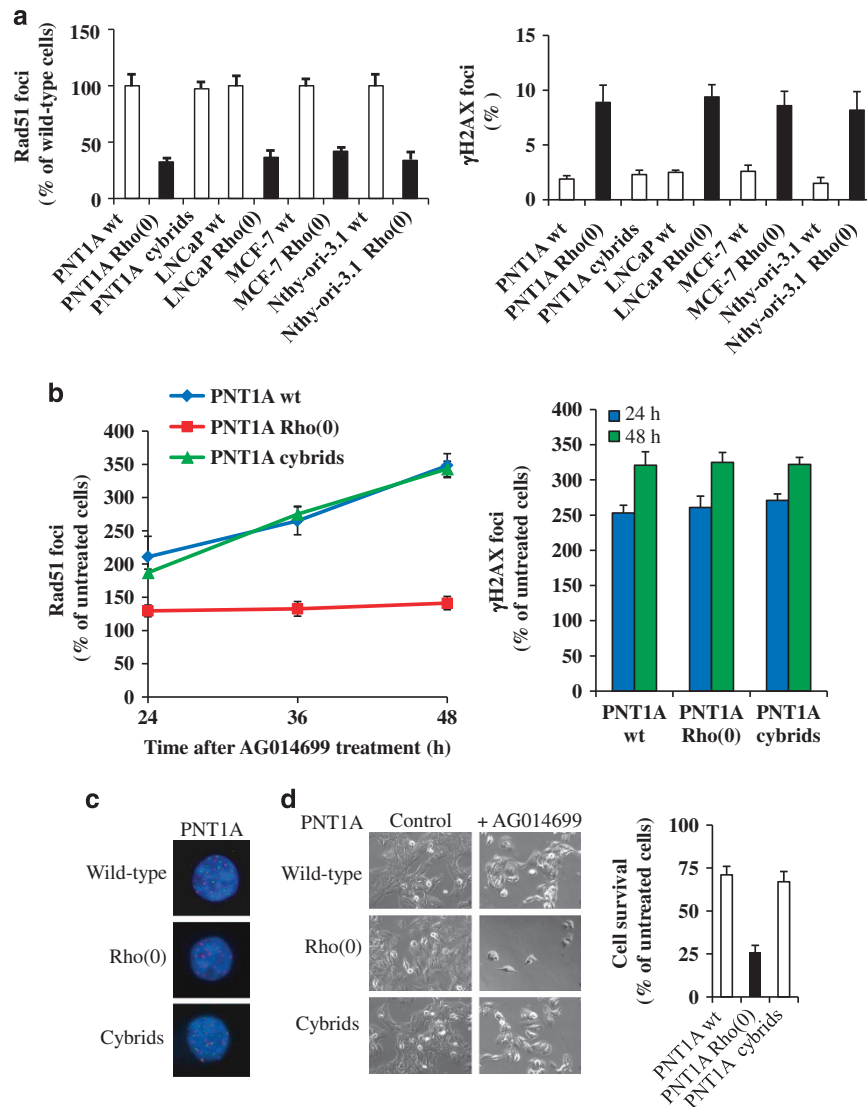 a
Rad51 foci
(% of wild-type cells)
150
100
50
0
PNT1A wt
PNT1A Rho(0)
PNT1A cybrids
LNCaP wt
LNCaP Rho(0)
MCF-7 wt
MCF-7 Rho(0)
Nthy-ori-3.1 wt
Nthy-ori-3.1 Rho(0)
γH2AX foci
(%)
15
10
5
0
PNT1A wt
PNT1A Rho(0)
PNT1A cybrids
LNCaP wt
LNCaP Rho(0)
MCF-7 wt
MCF-7 Rho(0)
Nthy-ori-3.1 wt
Nthy-ori-3.1 Rho(0)
b
PNT1A wt
PNT1A Rho(0)
PNT1A cybrids
Rad51 foci
(% of untreated cells)
400
350
300
250
200
150
100
50
0
24
36
48
Time after AG014699 treatment (h)
24 h
48 h
γH2AX foci
(% of untreated cells)
400
350
300
250
200
150
100
50
0
PNT1A
wt
PNT1A
Rho(0)
PNT1A
cybrids
c
PNT1A
Wild-type
Rho(0)
Cybrids
d
PNT1A
Control
+ AG014699
Wild-type
Rho(0)
Cybrids
Cell survival
(% of untreated cells)
100
75
50
25
0
PNT1A wt
PNT1A Rho(0)
PNT1A cybrids